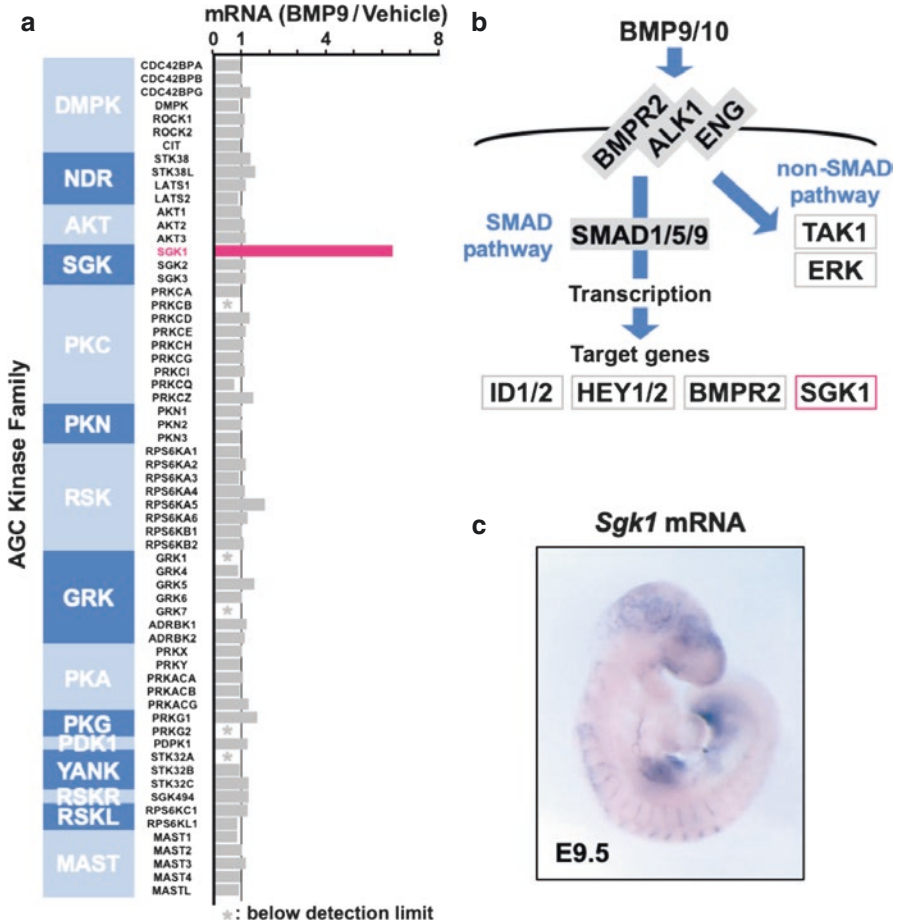 a
mRNA (BMP9/Vehicle)
0 1 4 8
AGC Kinase Family
DMPK
CDC42BPA
CDC42BPB
CDC42BPG
DMPK
ROCK1
ROCK2
CIT
NDR
STK38
STK38L
LATS1
LATS2
AKT
AKT1
AKT2
AKT3
SGK
SGK1
SGK2
SGK3
PKC
PRKCA
PRKCB *
PRKCD
PRKCE
PRKCH
PRKCG
PRKCI
PRKCQ
PRKCZ
PKN
PKN1
PKN2
PKN3
RSK
RPS6KA1
RPS6KA2
RPS6KA3
RPS6KA4
RPS6KA5
RPS6KA6
RPS6KB1
RPS6KB2
GRK
GRK1 *
GRK4
GRK5
GRK6
GRK7 *
ADRBK1
ADRBK2
PKA
PRKX
PRKY
PRKACA
PRKACB
PRKACG
PKG
PRKG1
PRKG2 *
PDK1
PDPK1
YANK
STK32A *
STK32B
STK32C
RSKR
SGK494
RSKL
RPS6KC1
RPS6KL1
MAST
MAST1
MAST2
MAST3
MAST4
MASTL
*: below detection limit
b
BMP9/10
BMPR2
ALK1
ENG
non-SMAD
pathway
SMAD
pathway
SMAD1/5/9
TAK1
ERK
Transcription
Target genes
ID1/2 HEY1/2 BMPR2 SGK1
c
Sgk1 mRNA
E9.5